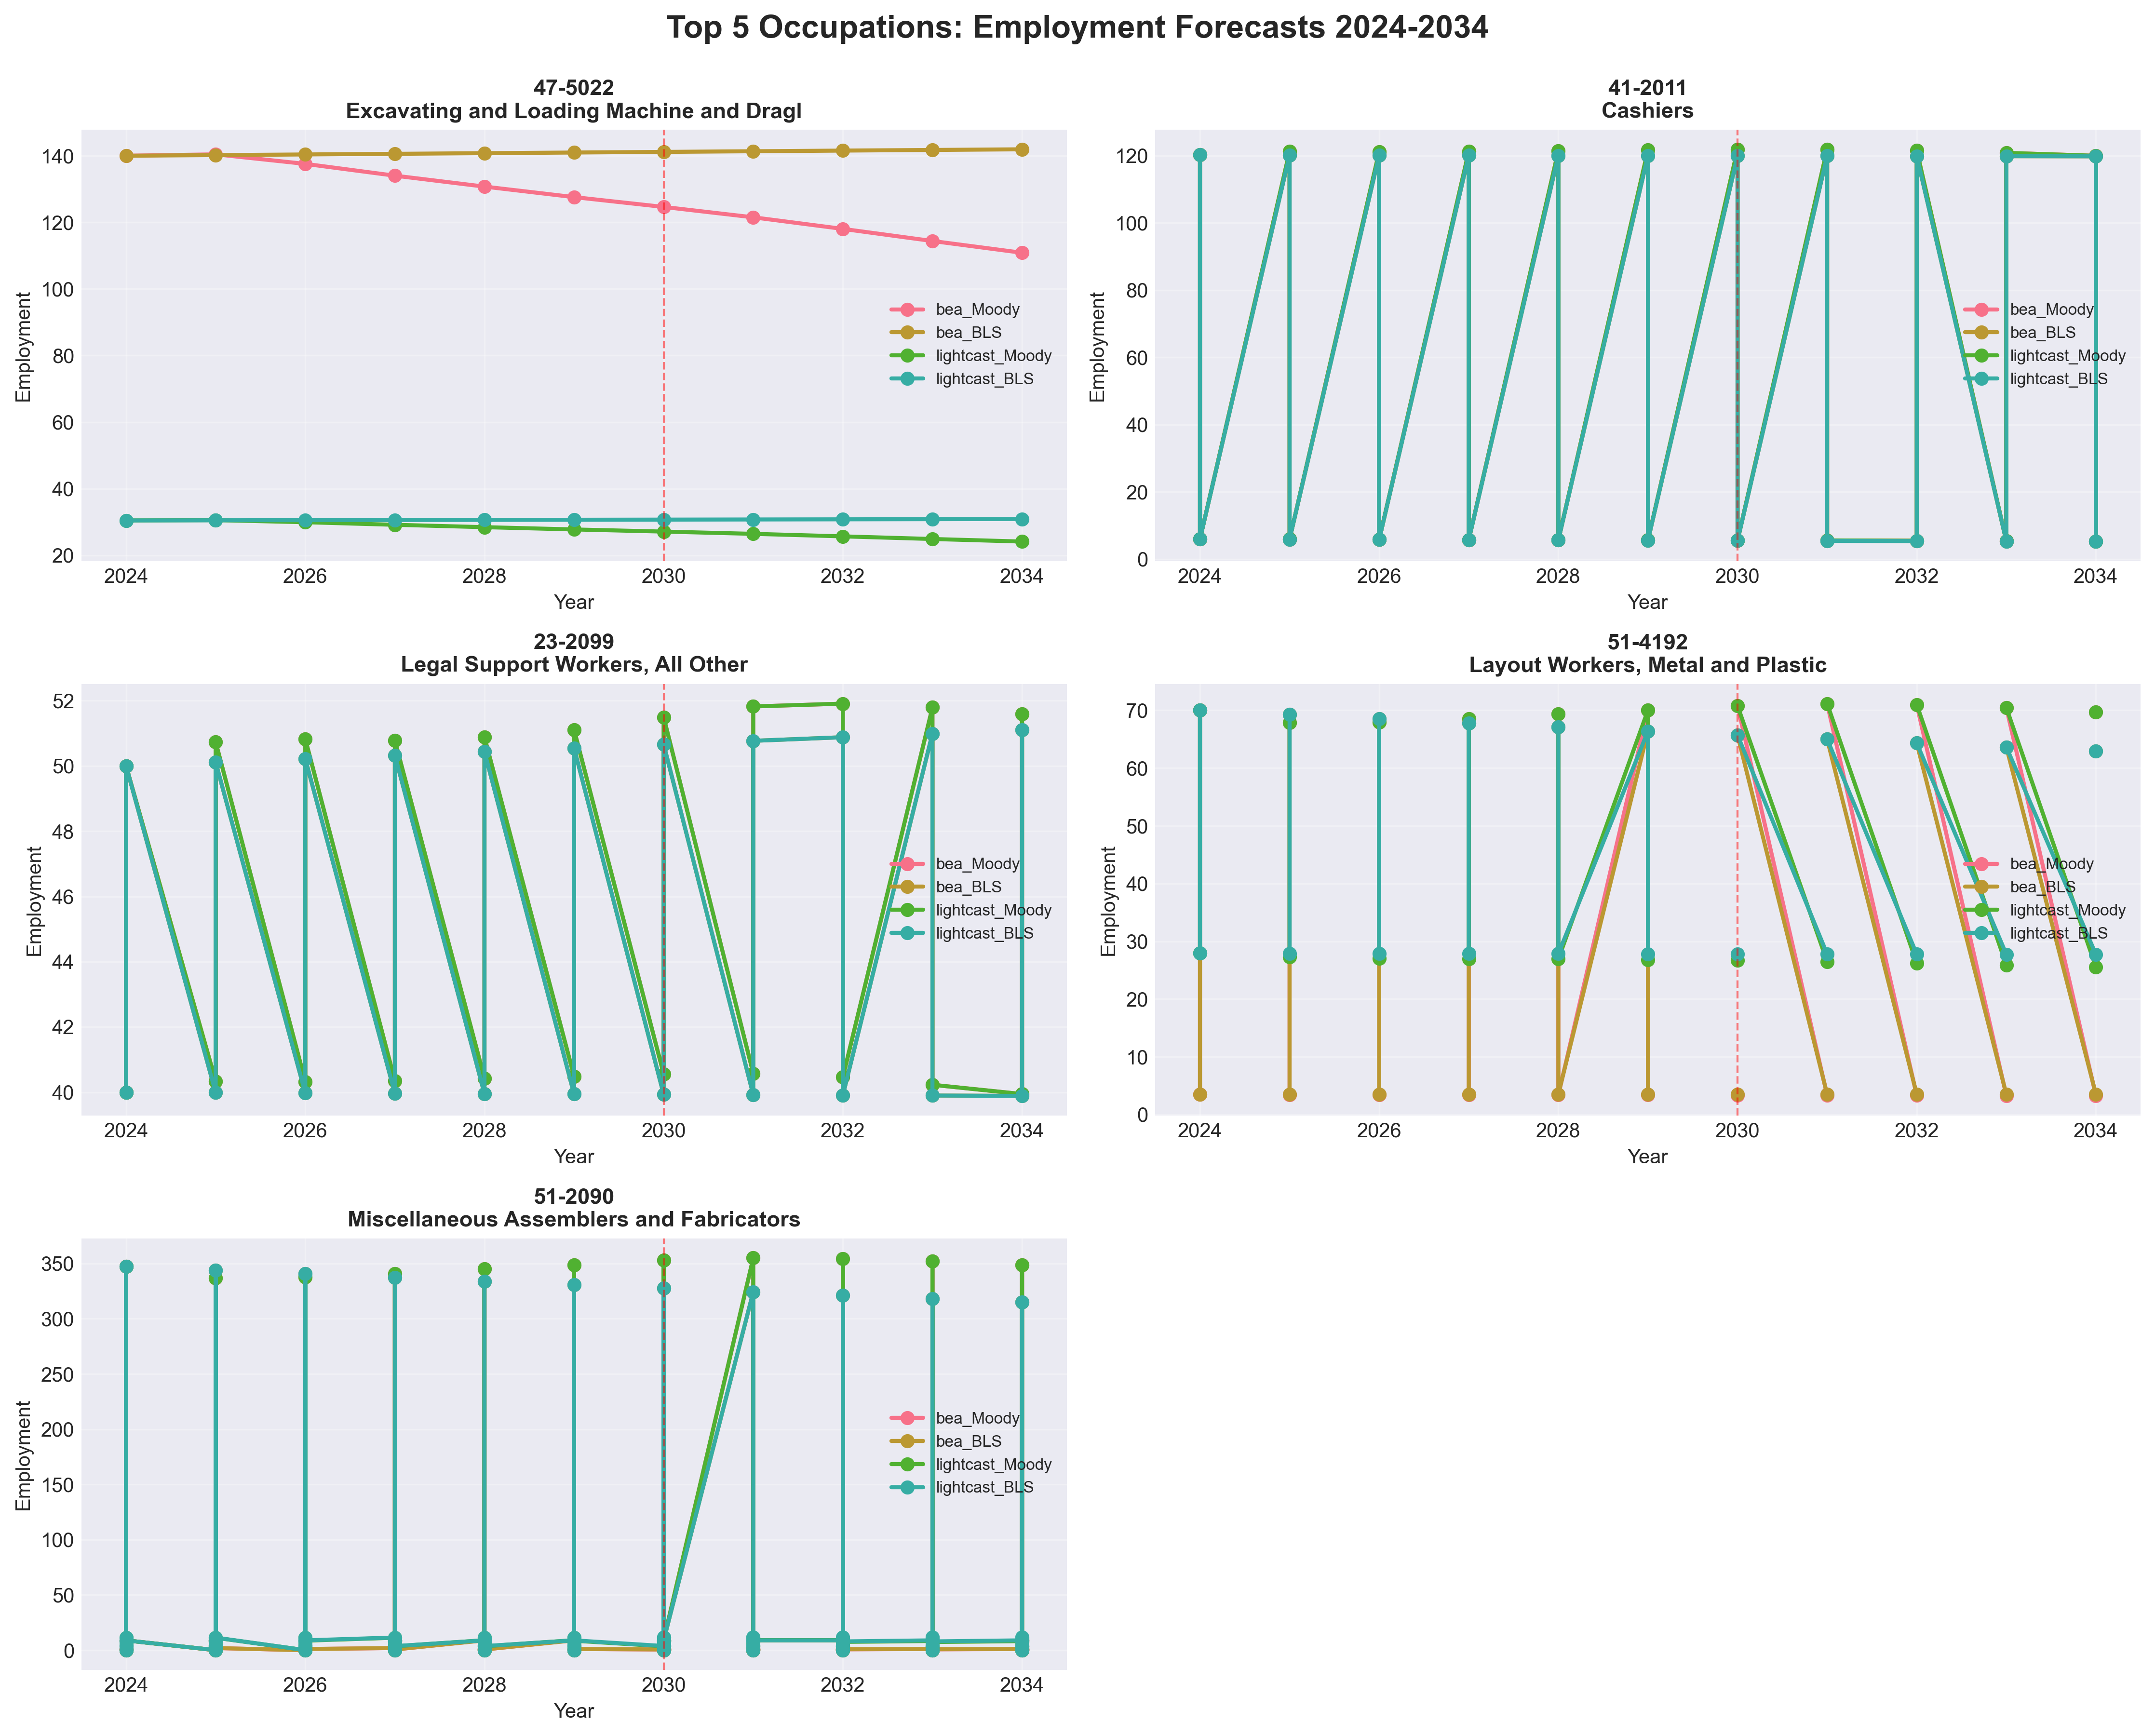 Top 5 Occupations: Employment Forecasts 2024-2034
47-5022
Excavating and Loading Machine and Dragl
140
120
100
80
60
40
20
Employment
2024
2026
2028
2030
2032
2034
Year
bea_Moody
bea_BLS
lightcast_Moody
lightcast_BLS
41-2011
Cashiers
120
100
80
60
40
20
0
Employment
2024
2026
2028
2030
2032
2034
Year
bea_Moody
bea_BLS
lightcast_Moody
lightcast_BLS
23-2099
Legal Support Workers, All Other
52
50
48
46
44
42
40
Employment
2024
2026
2028
2030
2032
2034
Year
bea_Moody
bea_BLS
lightcast_Moody
lightcast_BLS
51-4192
Layout Workers, Metal and Plastic
70
60
50
40
30
20
10
0
Employment
2024
2026
2028
2030
2032
2034
Year
bea_Moody
bea_BLS
lightcast_Moody
lightcast_BLS
51-2090
Miscellaneous Assemblers and Fabricators
350
300
250
200
150
100
50
0
Employment
2024
2026
2028
2030
2032
2034
Year
bea_Moody
bea_BLS
lightcast_Moody
lightcast_BLS